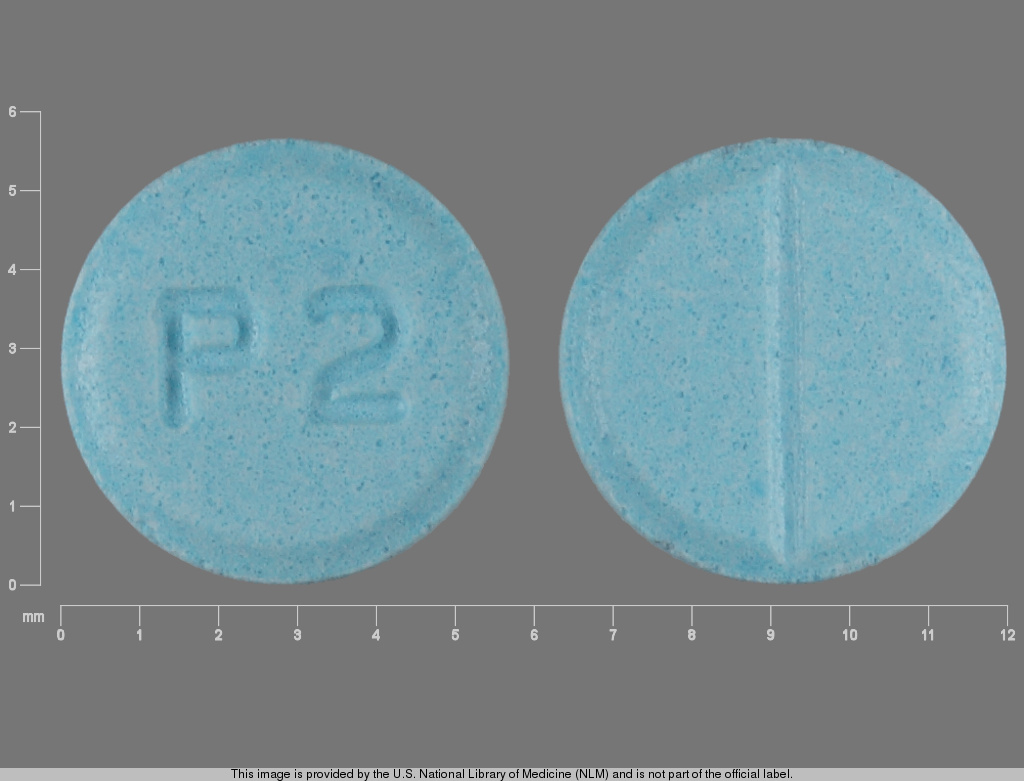 6
5
4
3
2
1
0
P2
mm
0 1 2 3 4 5 6 7 8 9 10 11 12
This image is provided by the U.S. National Library of Medicine (NLM) and is not part of the official label.